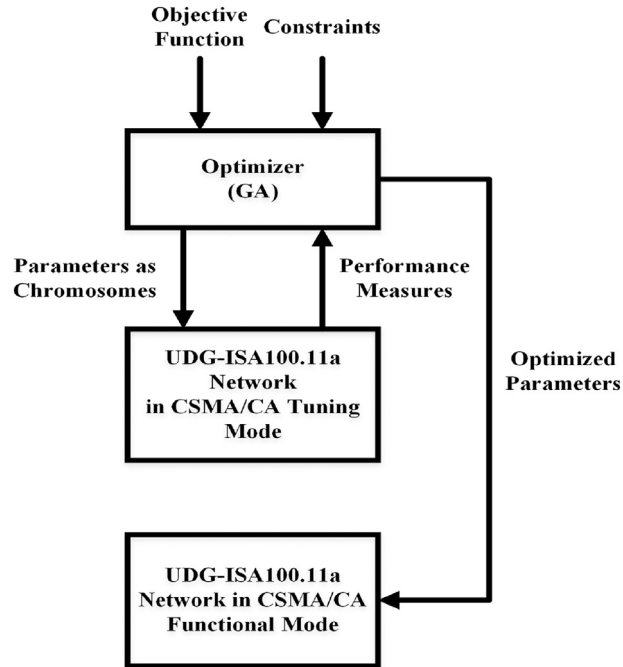 Objective
Function
Constraints
Optimizer
(GA)
Parameters as
Chromosomes
Performance
Measures
UDG-ISA100.11a
Network
in CSMA/CA Tuning
Mode
Optimized
Parameters
UDG-ISA100.11a
Network in CSMA/CA
Functional Mode